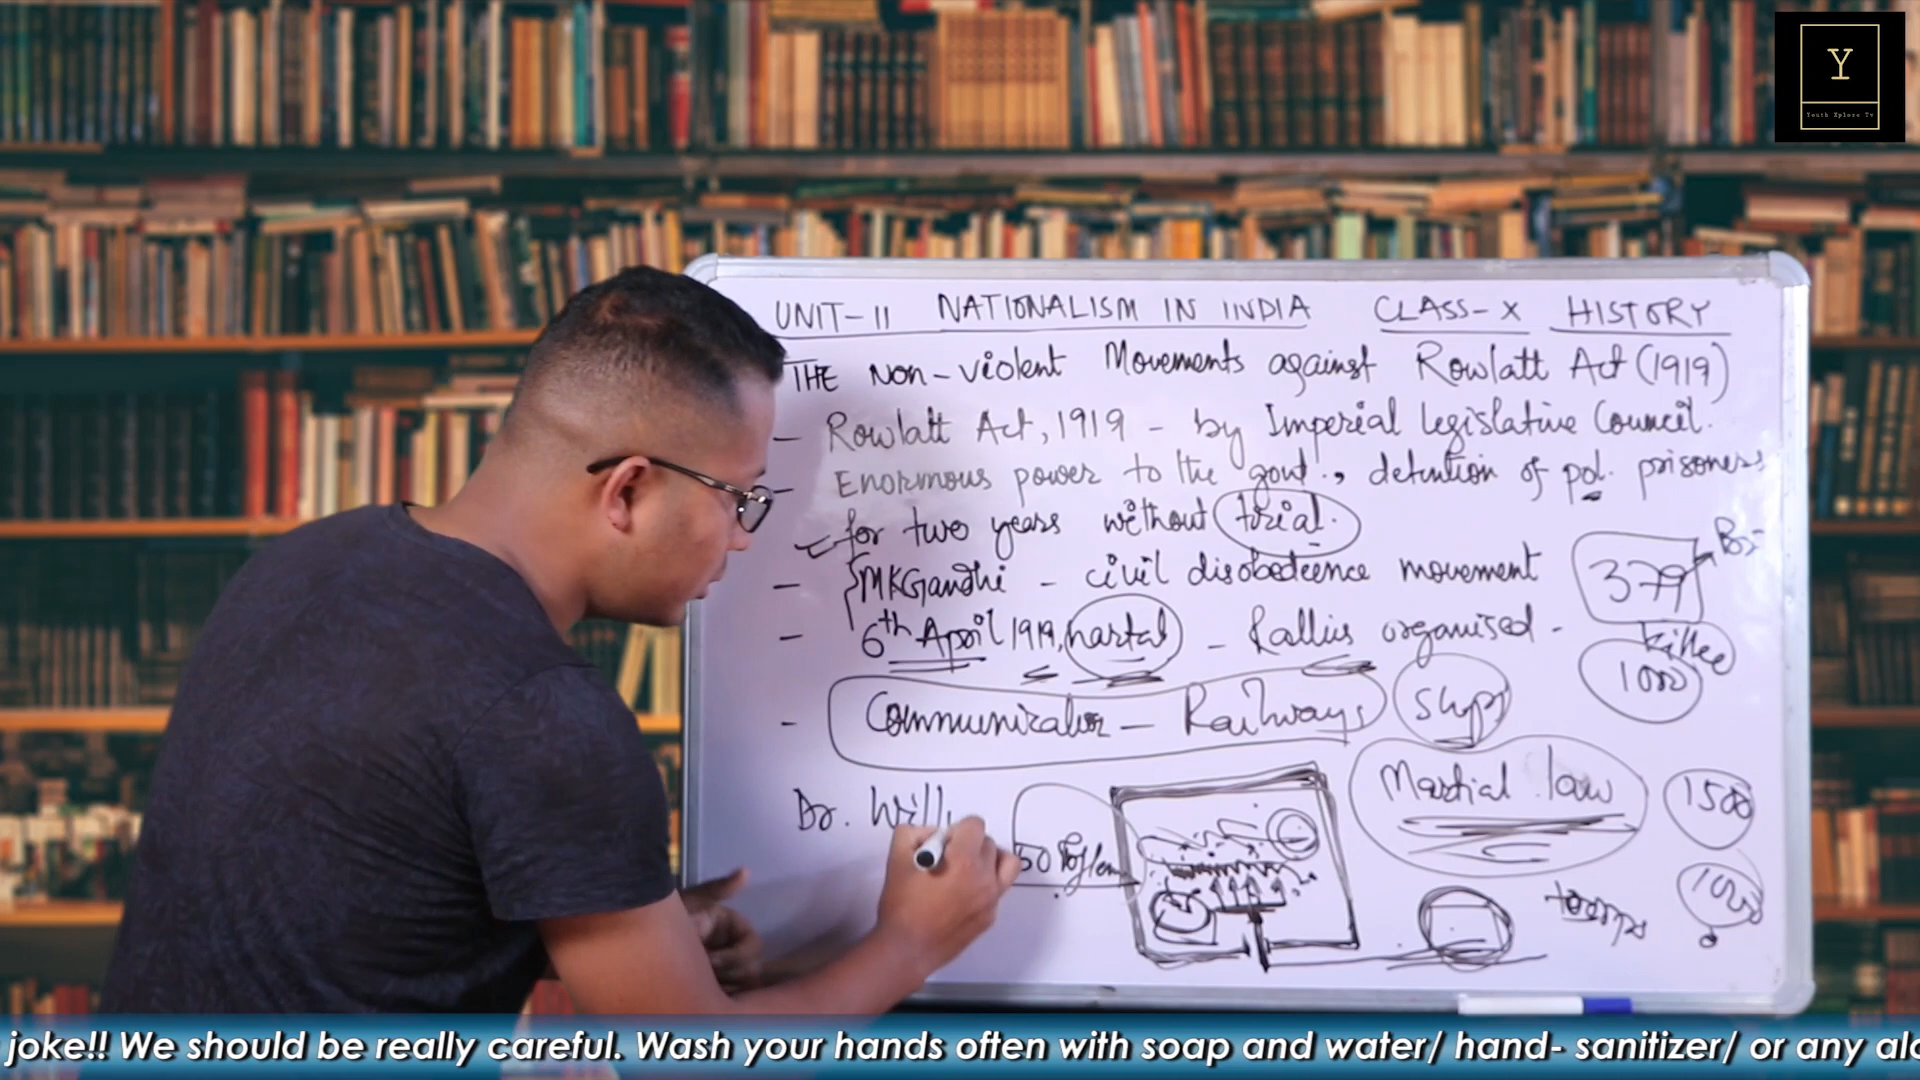 Y
Youth Xplore Tv
UNIT-II NATIONALISM IN INDIA CLASS-X HISTORY
THE Non-violent Movements against Rowlatt Act (1919)
- Rowlatt Act, 1919 - by Imperial Legislative Council.
- Enormous power to the govt., detention of pol. prisoners
for two years without trial.
- MKGandhi - civil disobedience movement
- 6th April 1919, hartal - Rallies organised -
379
killed
1000
- Communication - Railways
Martial law
1500
Dr. Will
50
troops
joke!! We should be really careful. Wash your hands often with soap and water/ hand- sanitizer/ or any alc